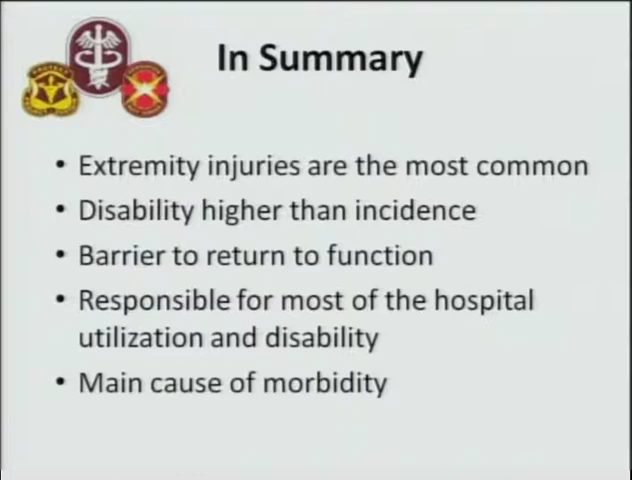 In Summary
• Extremity injuries are the most common
• Disability higher than incidence
• Barrier to return to function
• Responsible for most of the hospital
utilization and disability
• Main cause of morbidity